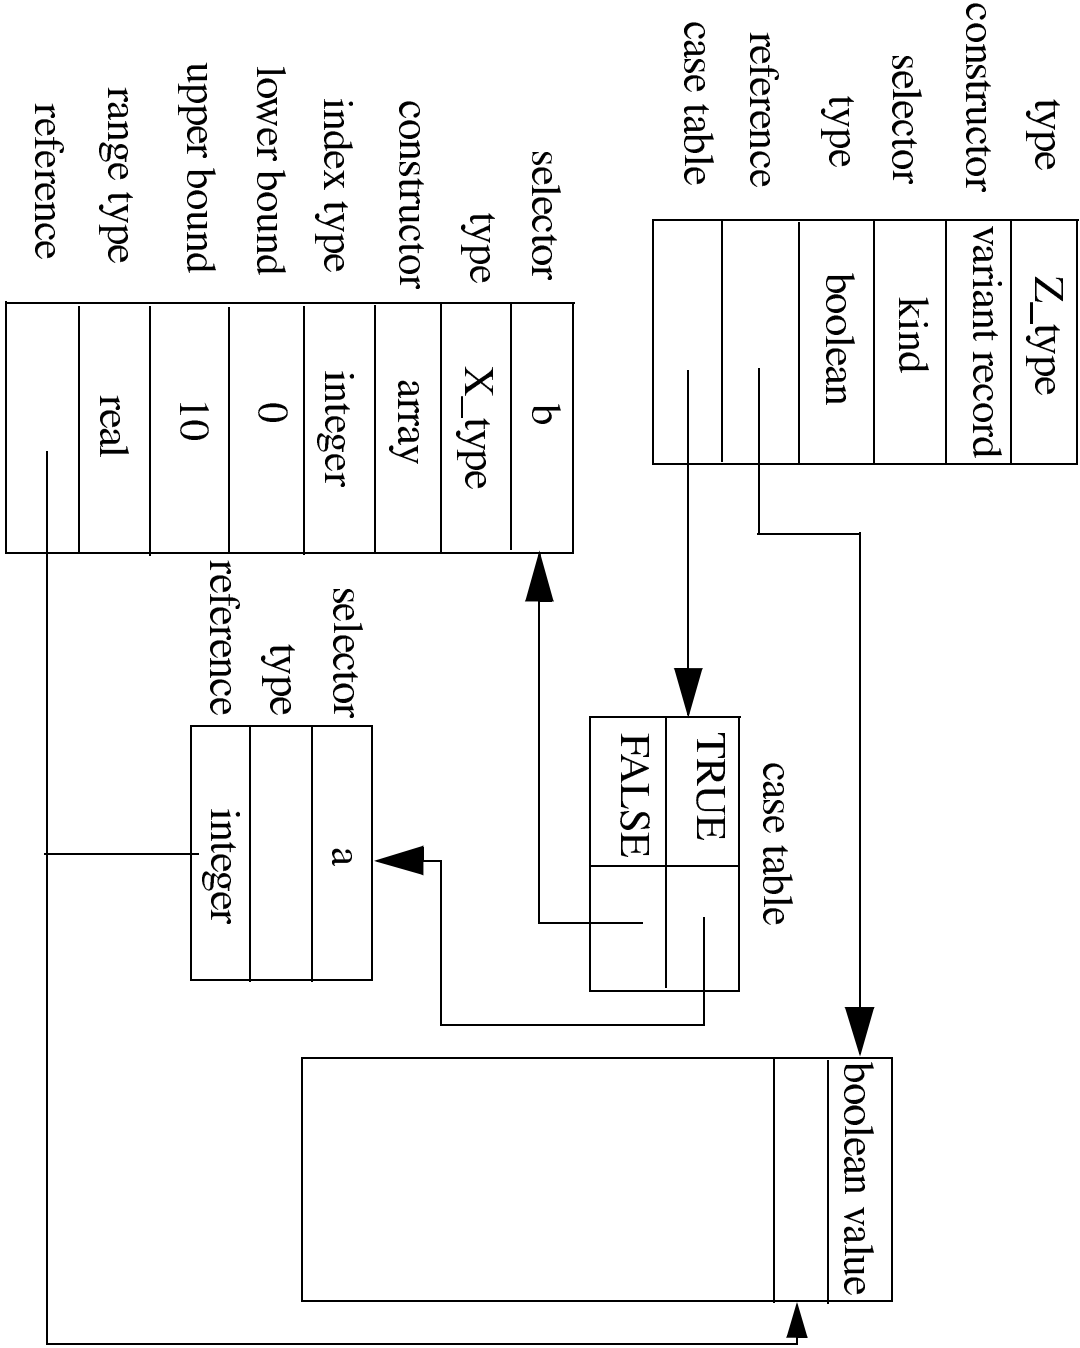 type Z_type
constructor variant record
selector kind
type boolean
reference
case table
case table
TRUE
FALSE
boolean value
selector b
type X_type
constructor array
index type integer
lower bound 0
upper bound 10
range type real
reference
selector a
type
reference integer